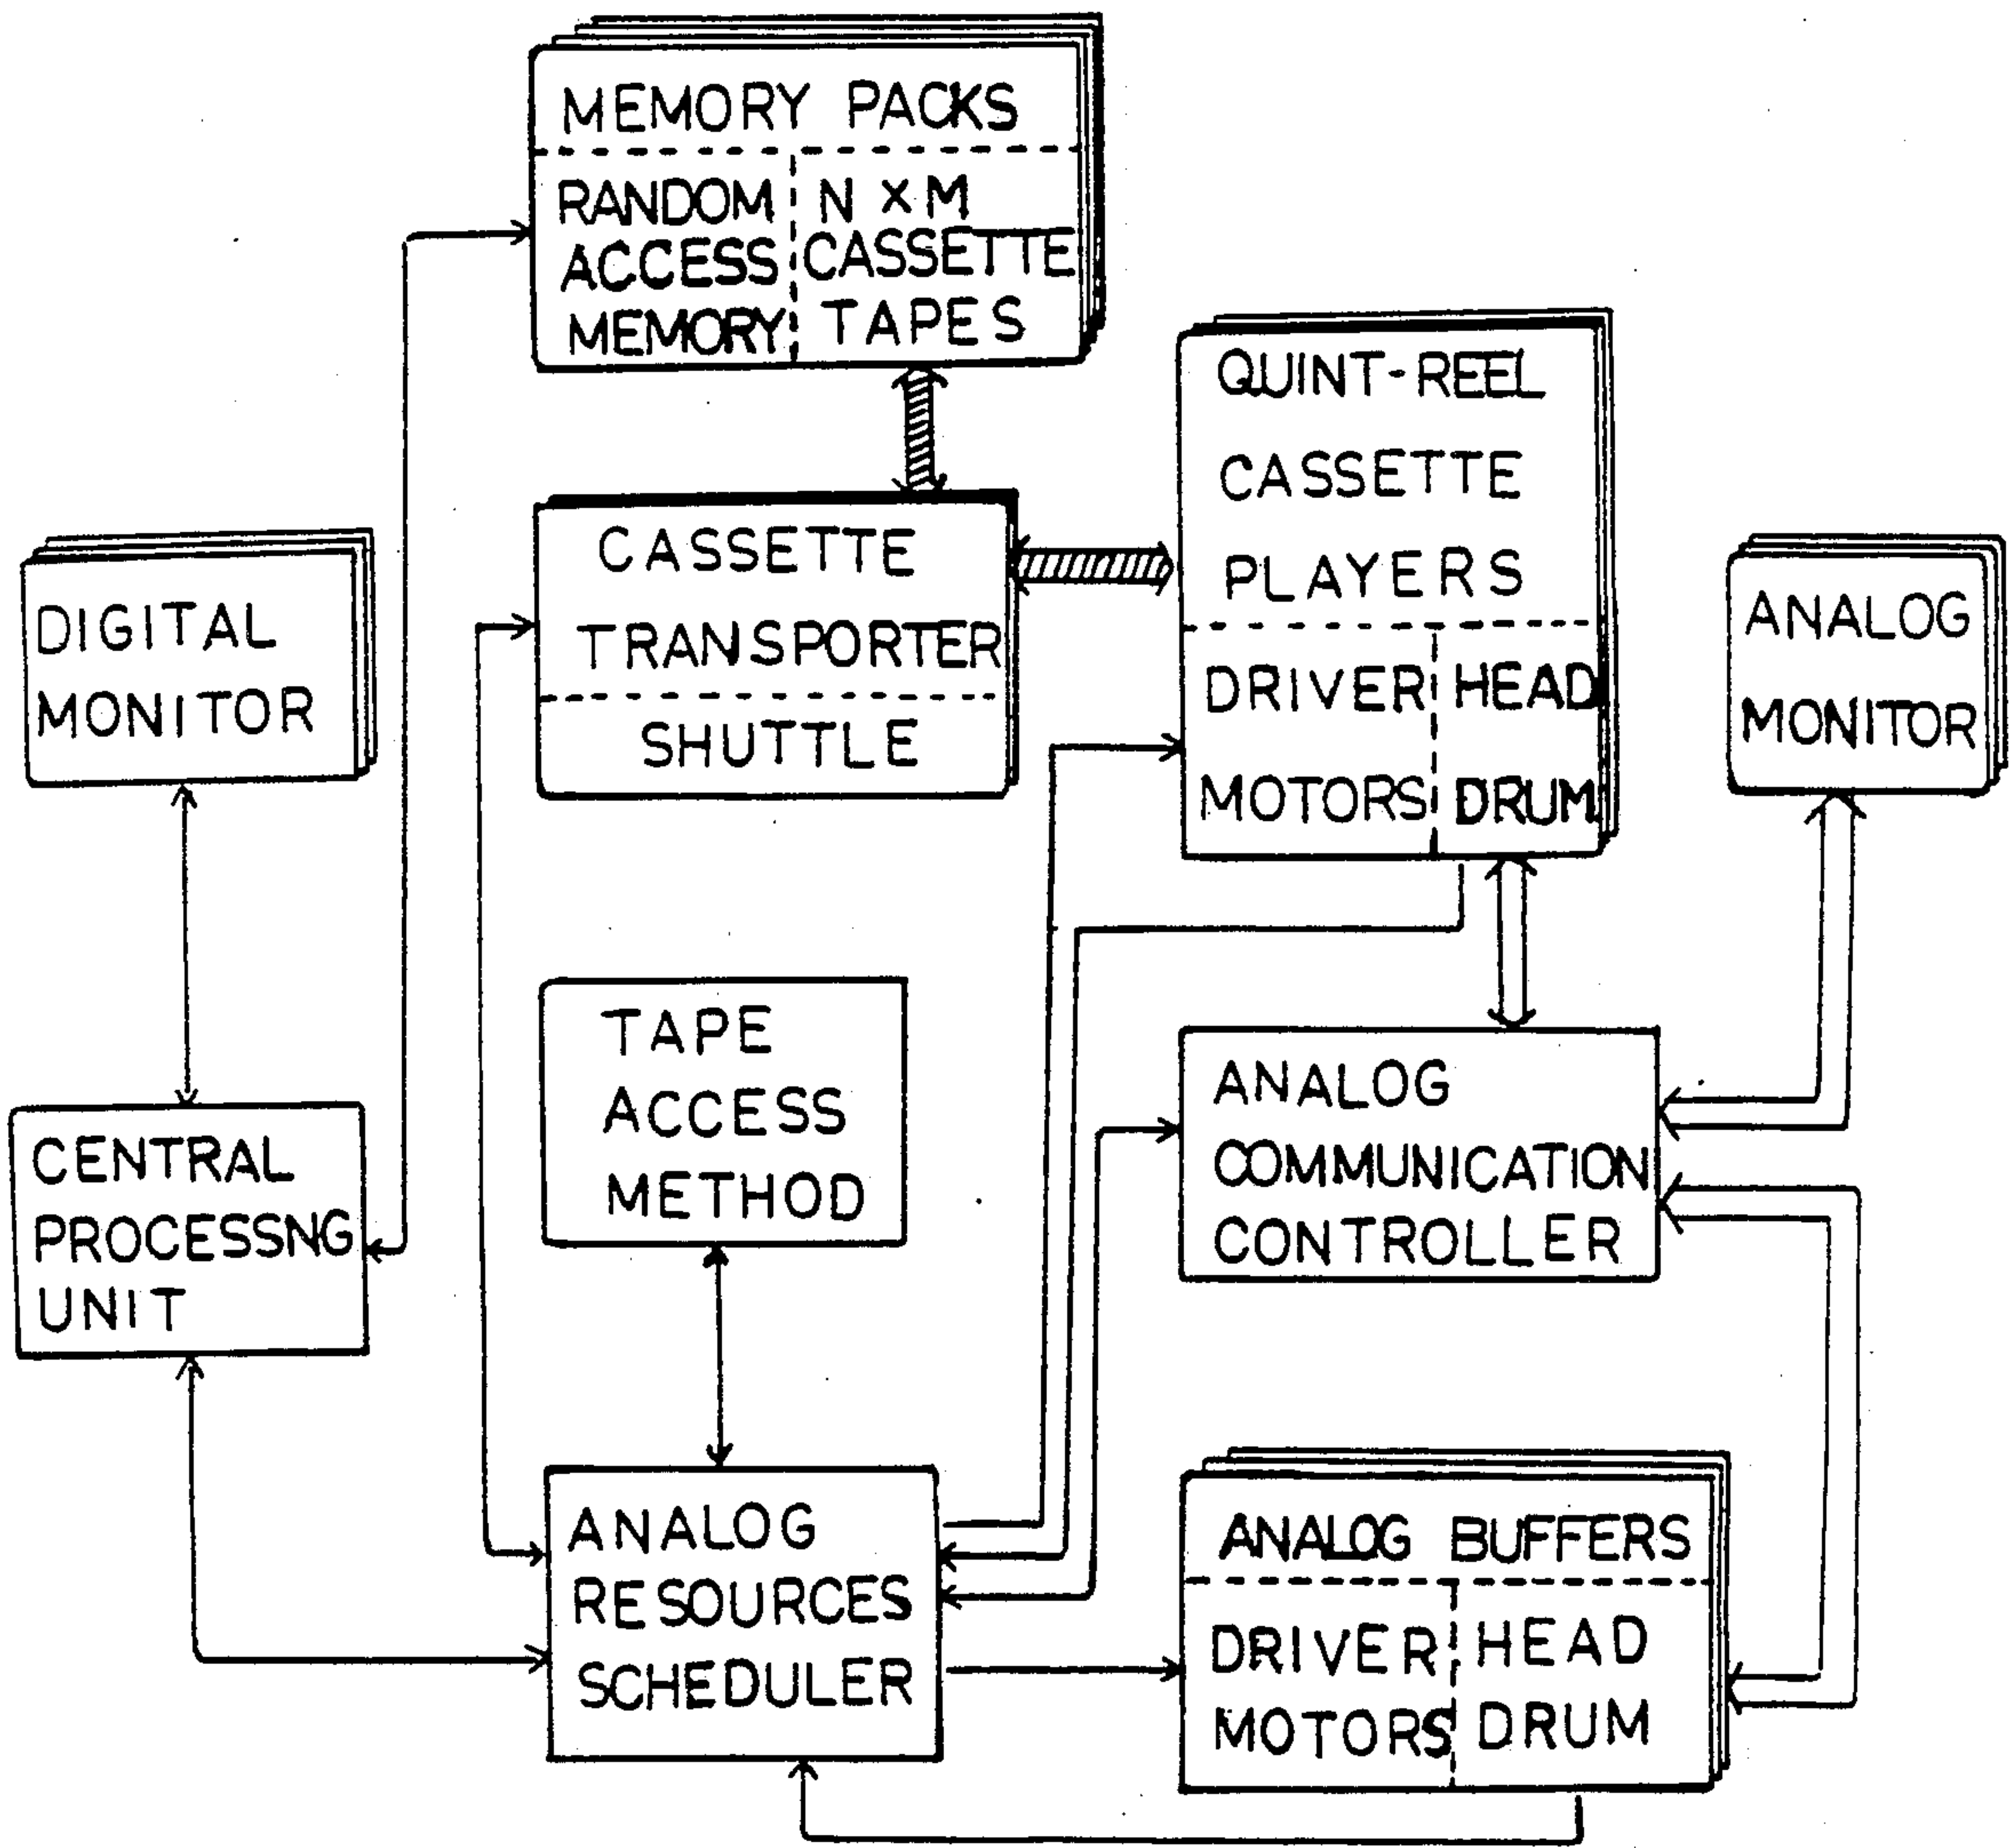 MEMORY PACKS
RANDOM
ACCESS
MEMORY
N × M
CASSETTE
TAPES
QUINT-REEL
CASSETTE
PLAYERS
DRIVER
MOTORS
HEAD
DRUM
CASSETTE
TRANSPORTER
SHUTTLE
DIGITAL
MONITOR
ANALOG
MONITOR
TAPE
ACCESS
METHOD
ANALOG
COMMUNICATION
CONTROLLER
CENTRAL
PROCESSNG
UNIT
ANALOG
RESOURCES
SCHEDULER
ANALOG BUFFERS
DRIVER
MOTORS
HEAD
DRUM